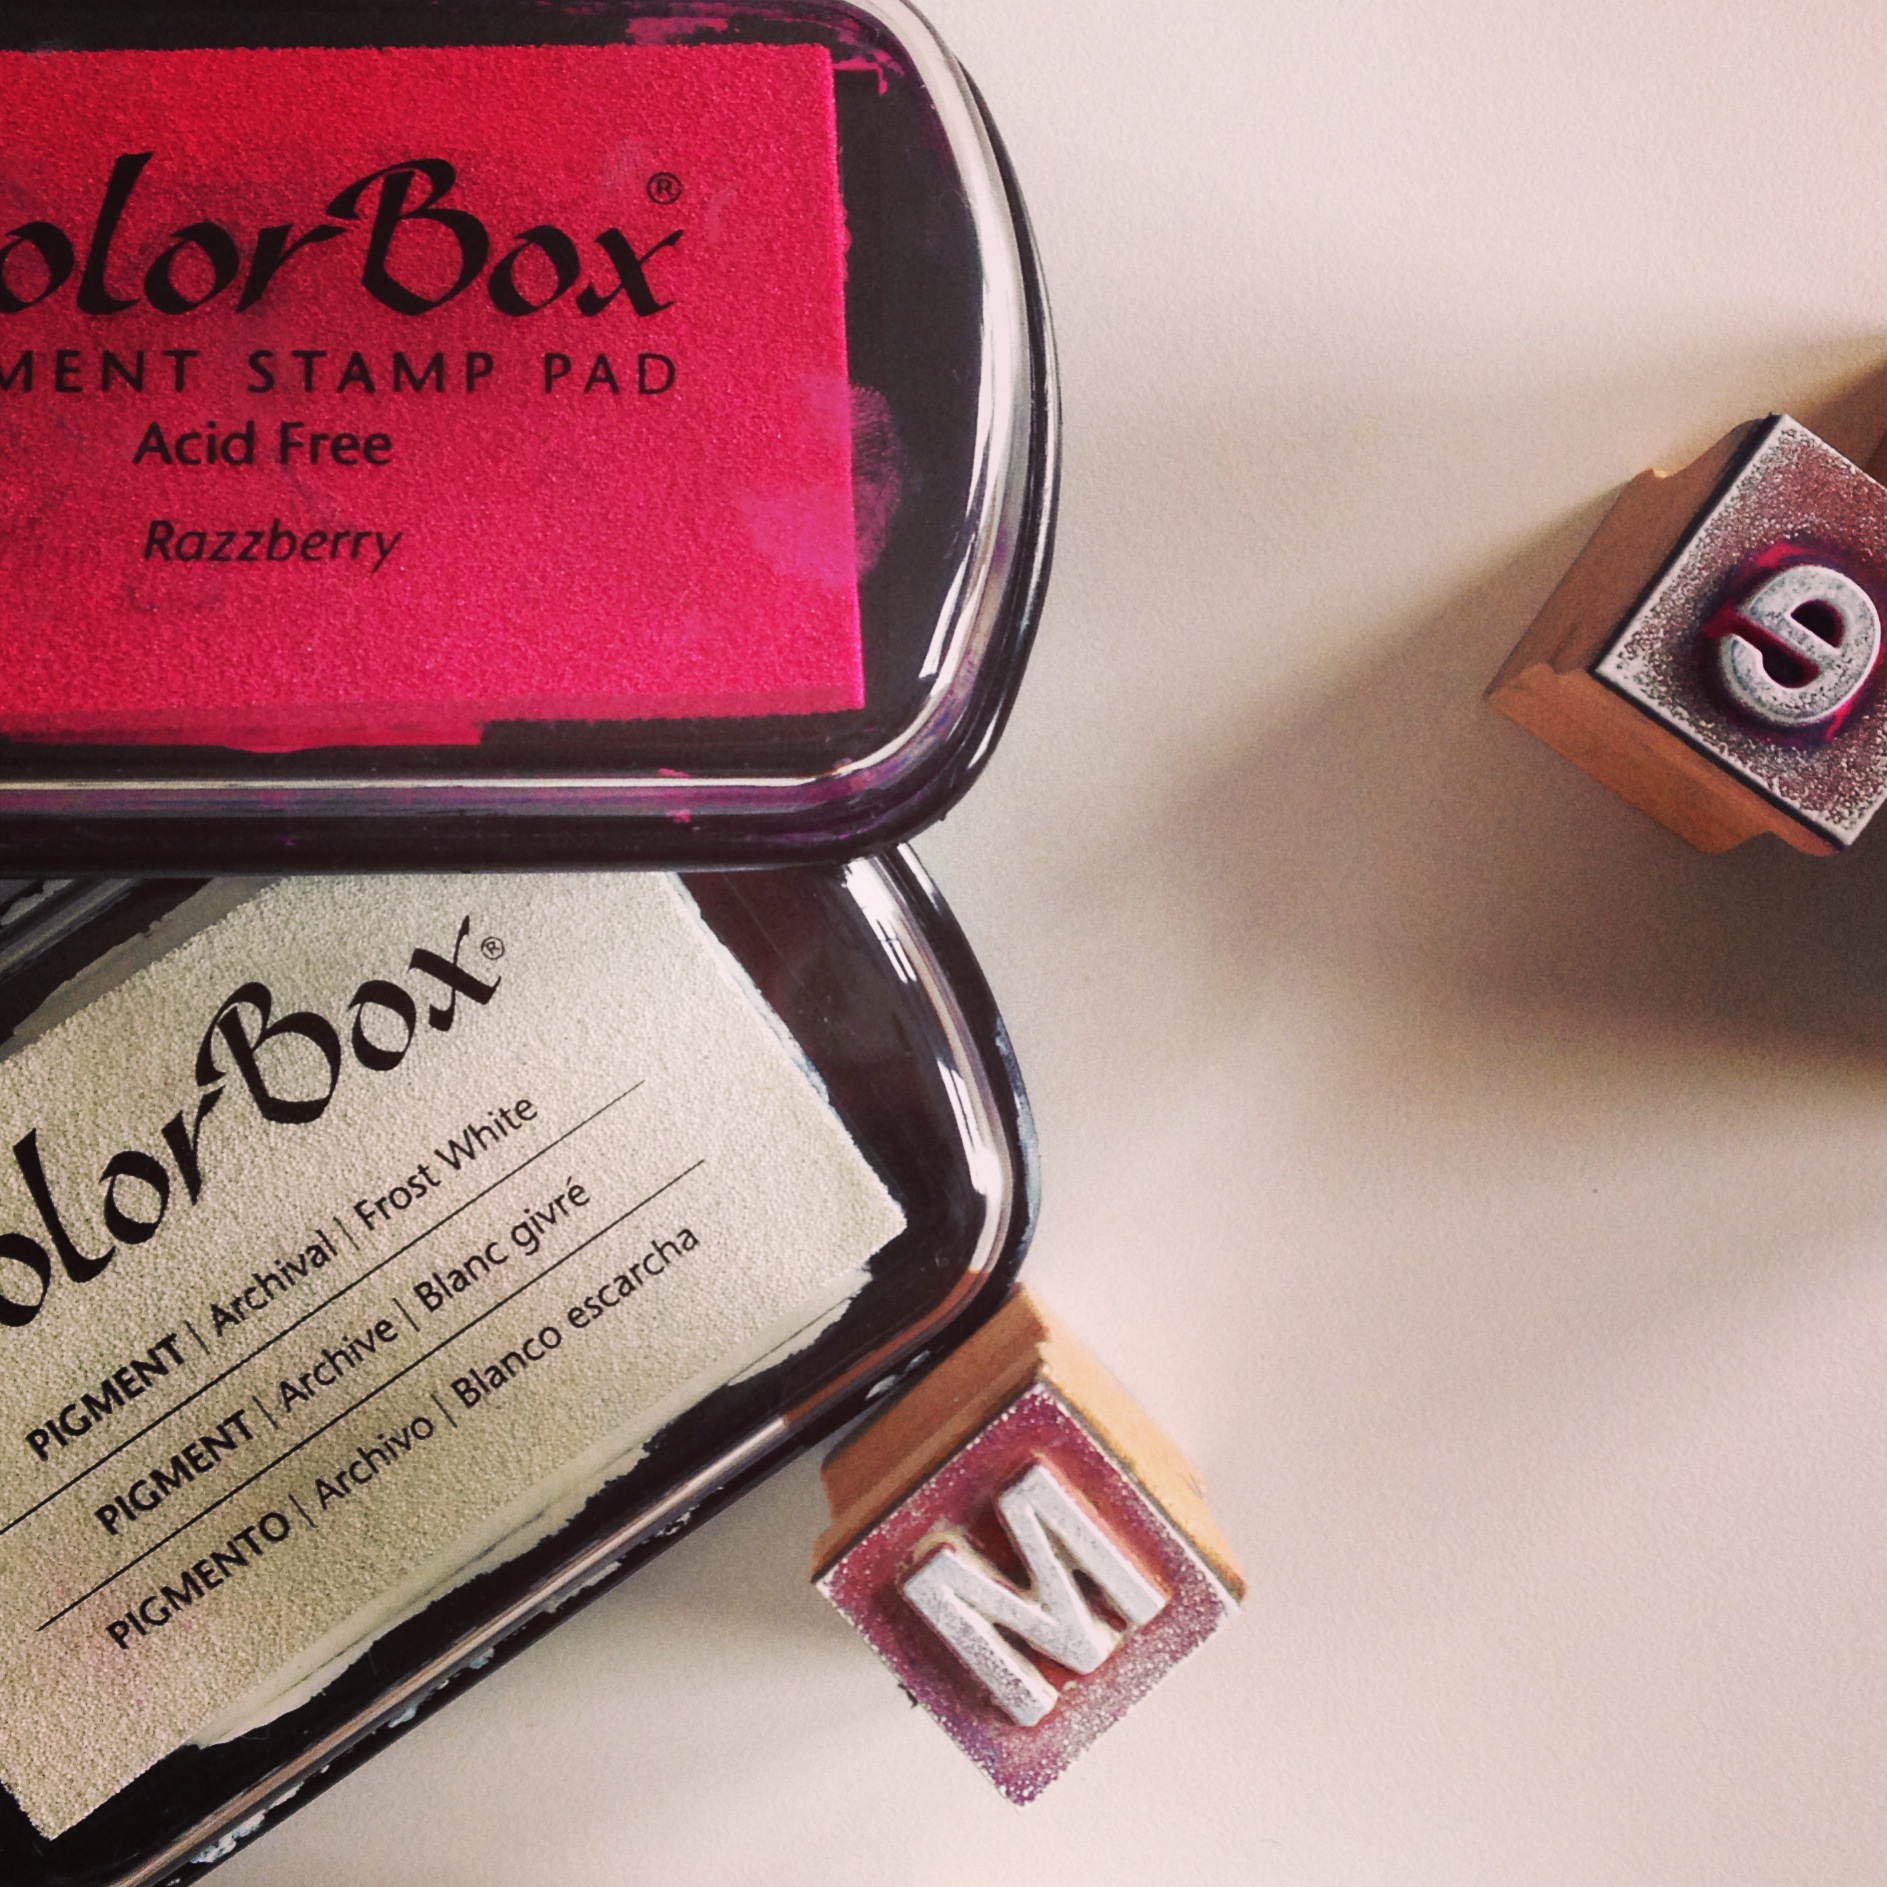 olorBox®
MENT STAMP PAD
Acid Free
Razzberry
olorBox®
PIGMENT | Archival | Frost White
PIGMENT | Archive | Blanc givré
PIGMENTO | Archivo | Blanco escarcha
e
M